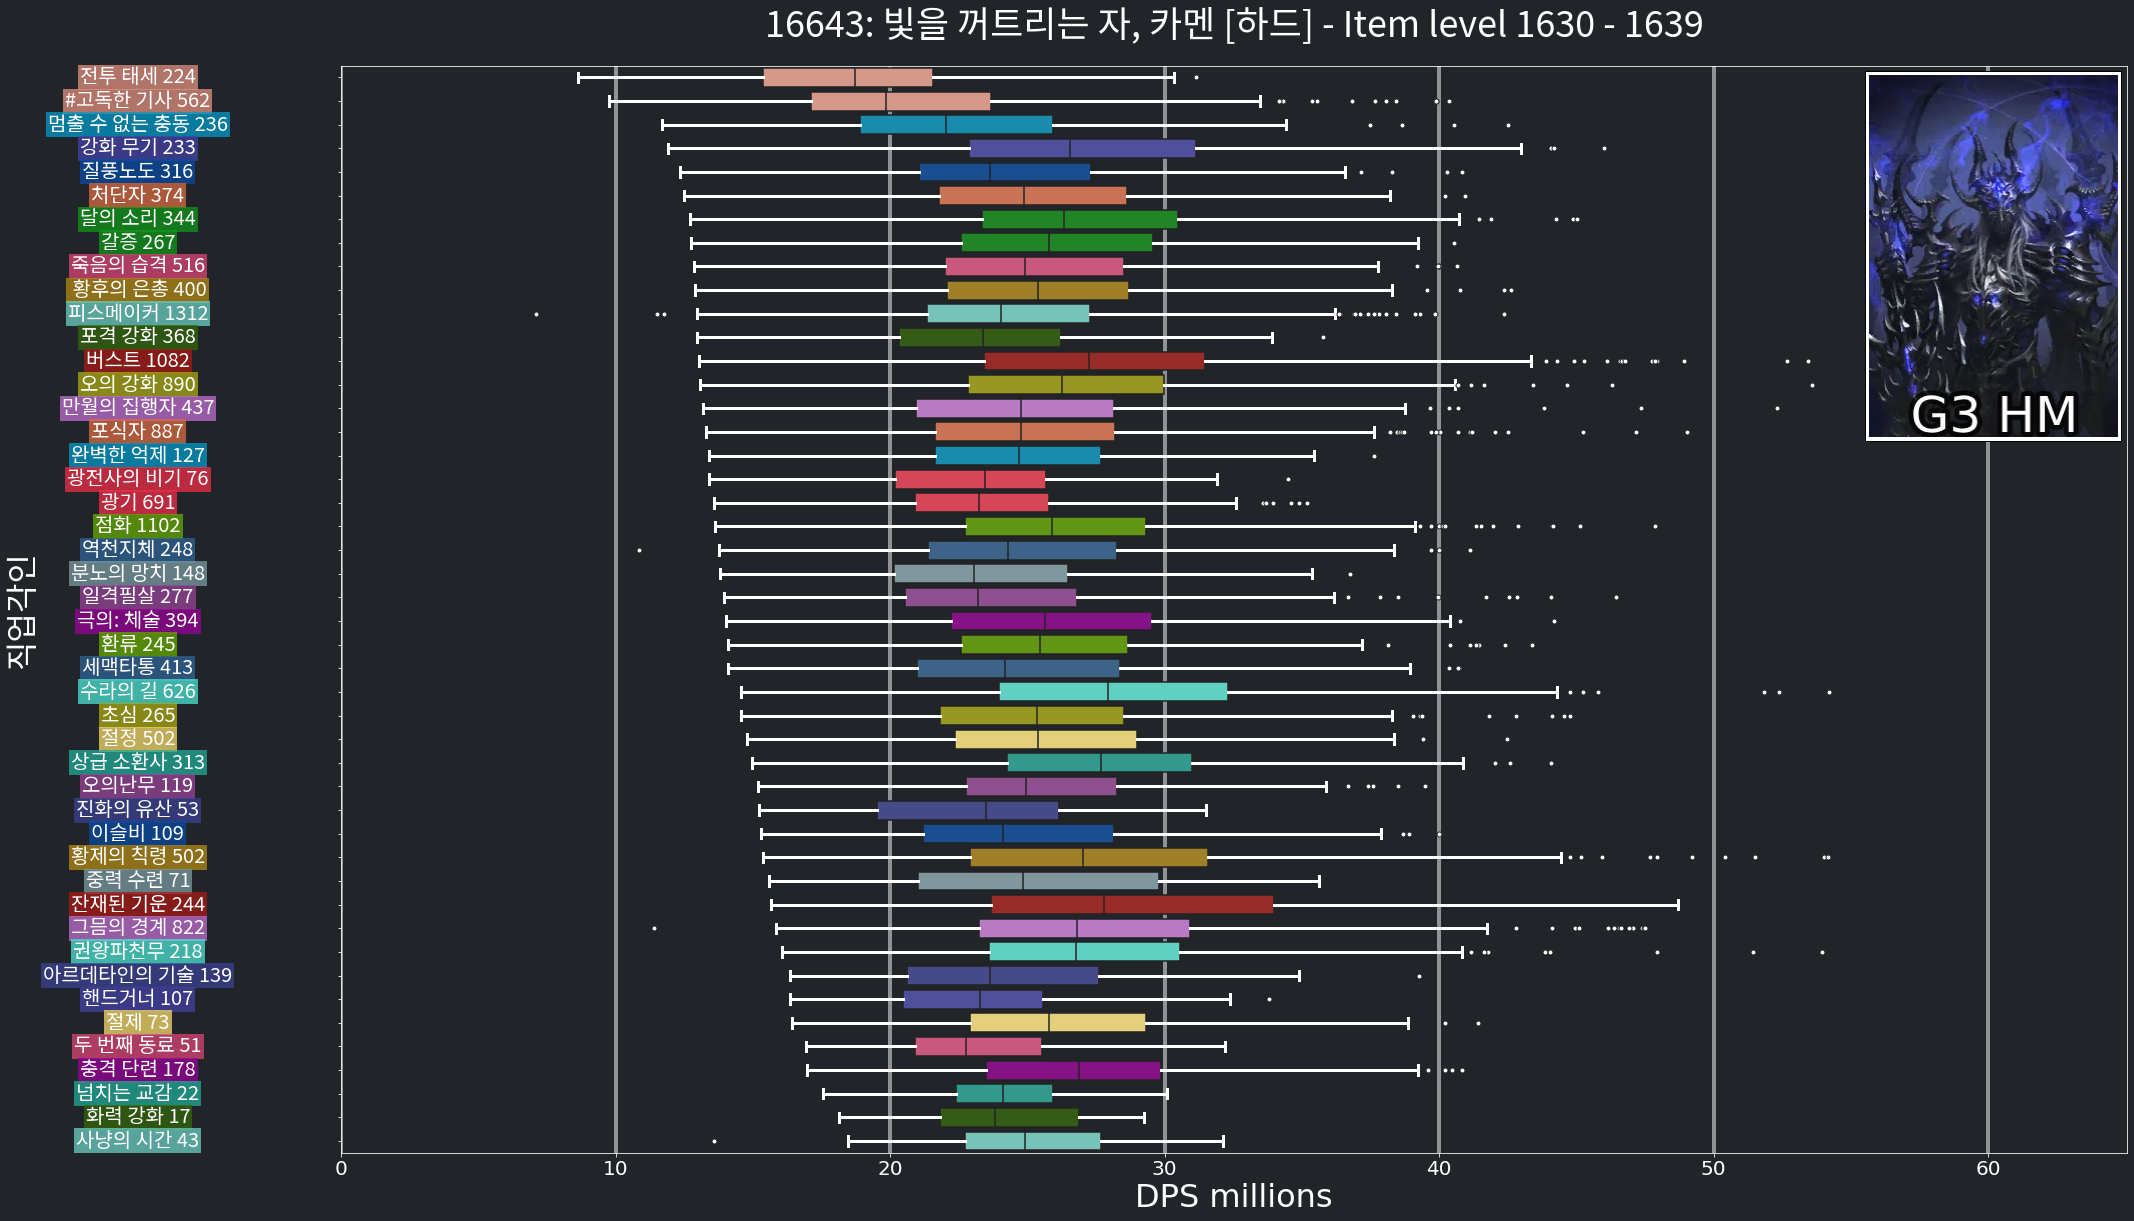 16643: 빛을 꺼트리는 자, 카멘 [하드] - Item level 1630 - 1639
직업각인
전투 태세 224
#고독한 기사 562
멈출 수 없는 충동 236
강화 무기 233
질풍노도 316
처단자 374
달의 소리 344
갈증 267
죽음의 습격 516
황후의 은총 400
피스메이커 1312
포격 강화 368
버스트 1082
오의 강화 890
만월의 집행자 437
포식자 887
완벽한 억제 127
광전사의 비기 76
광기 691
점화 1102
역천지체 248
분노의 망치 148
일격필살 277
극의: 체술 394
환류 245
세맥타통 413
수라의 길 626
초심 265
절정 502
상급 소환사 313
오의난무 119
진화의 유산 53
이슬비 109
황제의 칙령 502
중력 수련 71
잔재된 기운 244
그믐의 경계 822
권왕파천무 218
아르데타인의 기술 139
핸드거너 107
절제 73
두 번째 동료 51
충격 단련 178
넘치는 교감 22
화력 강화 17
사냥의 시간 43
G3 HM
0 10 20 30 40 50 60
DPS millions